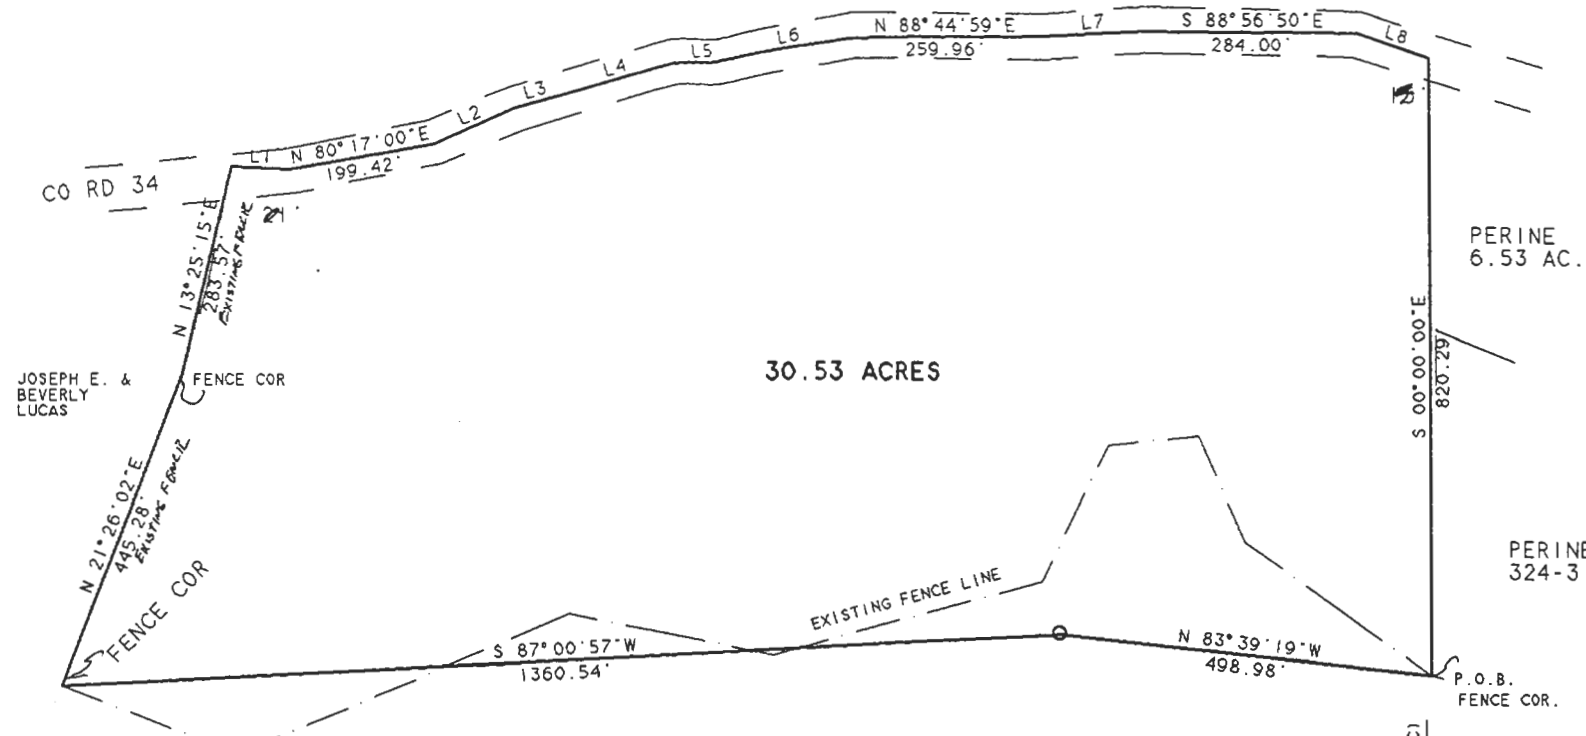 N 88°44'59"E
L7
S 88°56'50"E
L8
L6
L5
259.96'
284.00'
L4
L3
L2
L1
N 80°17'00"E
199.42'
CO RD 34
21'
N 13°25'15"E
283.57'
EXISTING FENCE
PERINE
6.53 AC.
S 00°00'00"E
820.29'
30.53 ACRES
JOSEPH E. &
BEVERLY
LUCAS
FENCE COR
N 21°26'02"E
445.28'
EXISTING FENCE
FENCE COR
EXISTING FENCE LINE
PERINE
324-3
S 87°00'57"W
1360.54'
N 83°39'19"W
498.98'
P.O.B.
FENCE COR.